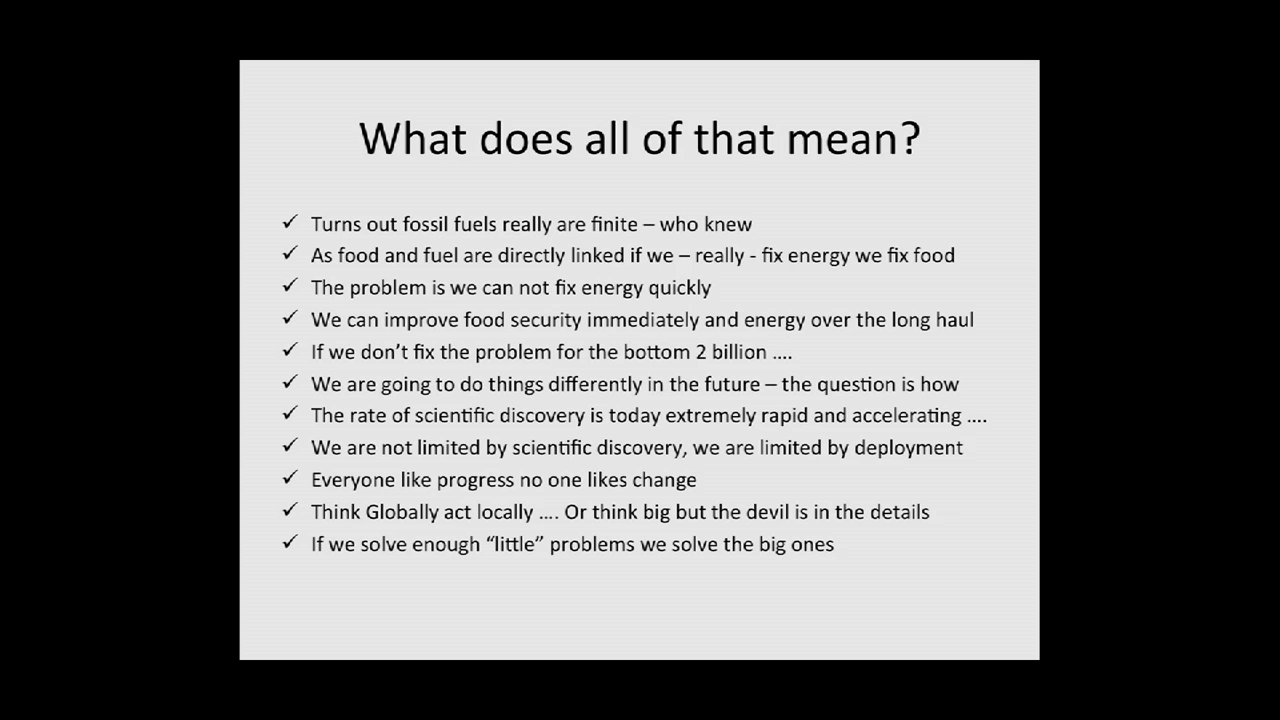 What does all of that mean?
✓ Turns out fossil fuels really are finite – who knew
✓ As food and fuel are directly linked if we – really - fix energy we fix food
✓ The problem is we can not fix energy quickly
✓ We can improve food security immediately and energy over the long haul
✓ If we don’t fix the problem for the bottom 2 billion ....
✓ We are going to do things differently in the future – the question is how
✓ The rate of scientific discovery is today extremely rapid and accelerating ....
✓ We are not limited by scientific discovery, we are limited by deployment
✓ Everyone like progress no one likes change
✓ Think Globally act locally .... Or think big but the devil is in the details
✓ If we solve enough “little” problems we solve the big ones